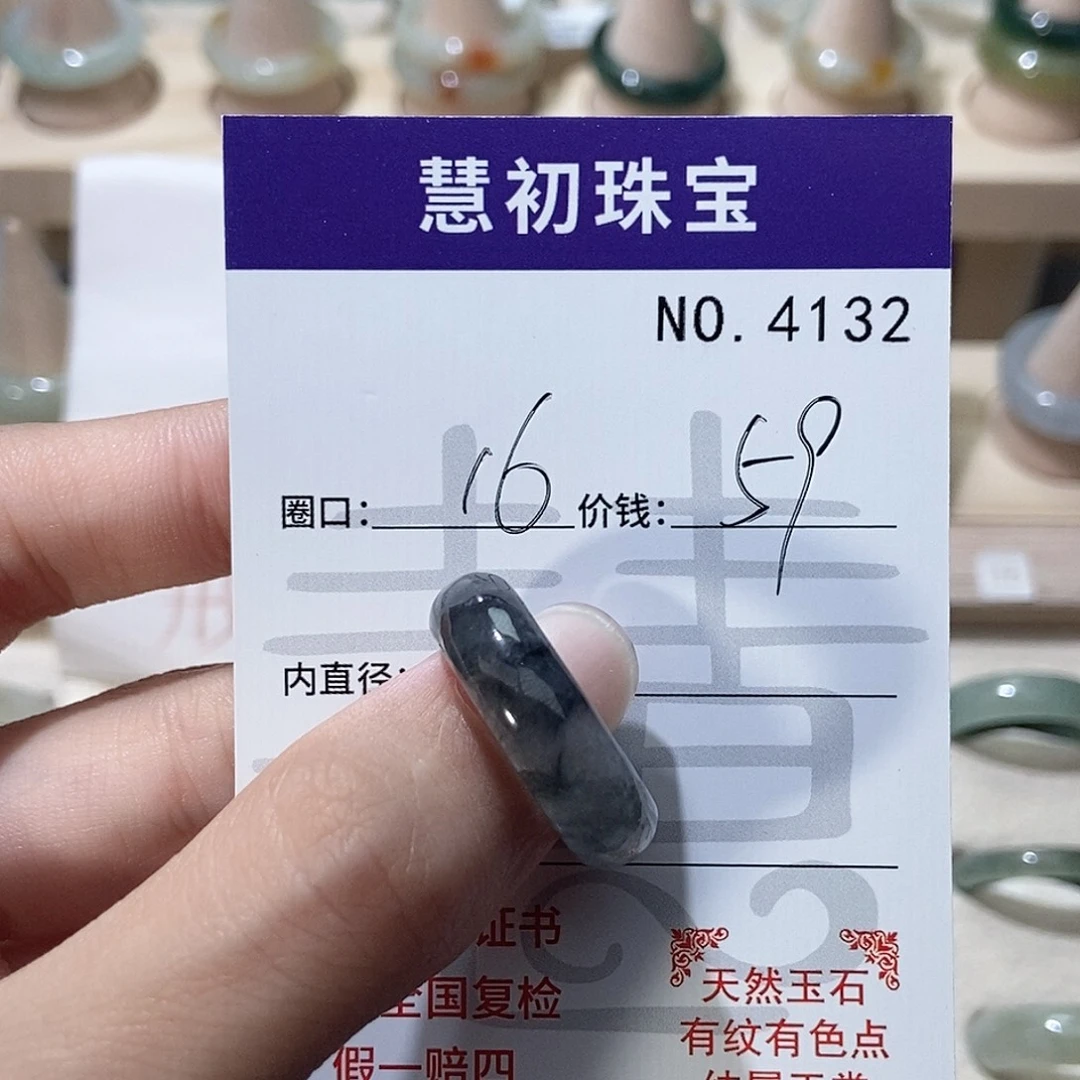 慧初珠宝
NO. 4132
圈口: 16 价钱: 59
内直径:
证书
全国复检
假一赔四
天然玉石
有纹有色点